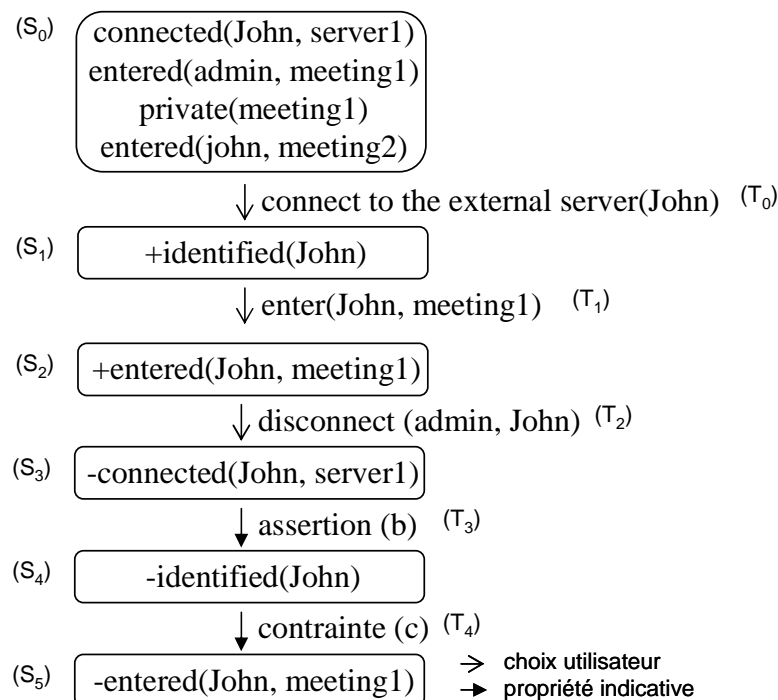 (S0) connected(John, server1)
entered(admin, meeting1)
private(meeting1)
entered(john, meeting2)
connect to the external server(John) (T0)
(S1) +identified(John)
enter(John, meeting1) (T1)
(S2) +entered(John, meeting1)
disconnect (admin, John) (T2)
(S3) -connected(John, server1)
assertion (b) (T3)
(S4) -identified(John)
contrainte (c) (T4)
(S5) -entered(John, meeting1)
choix utilisateur
propriété indicative